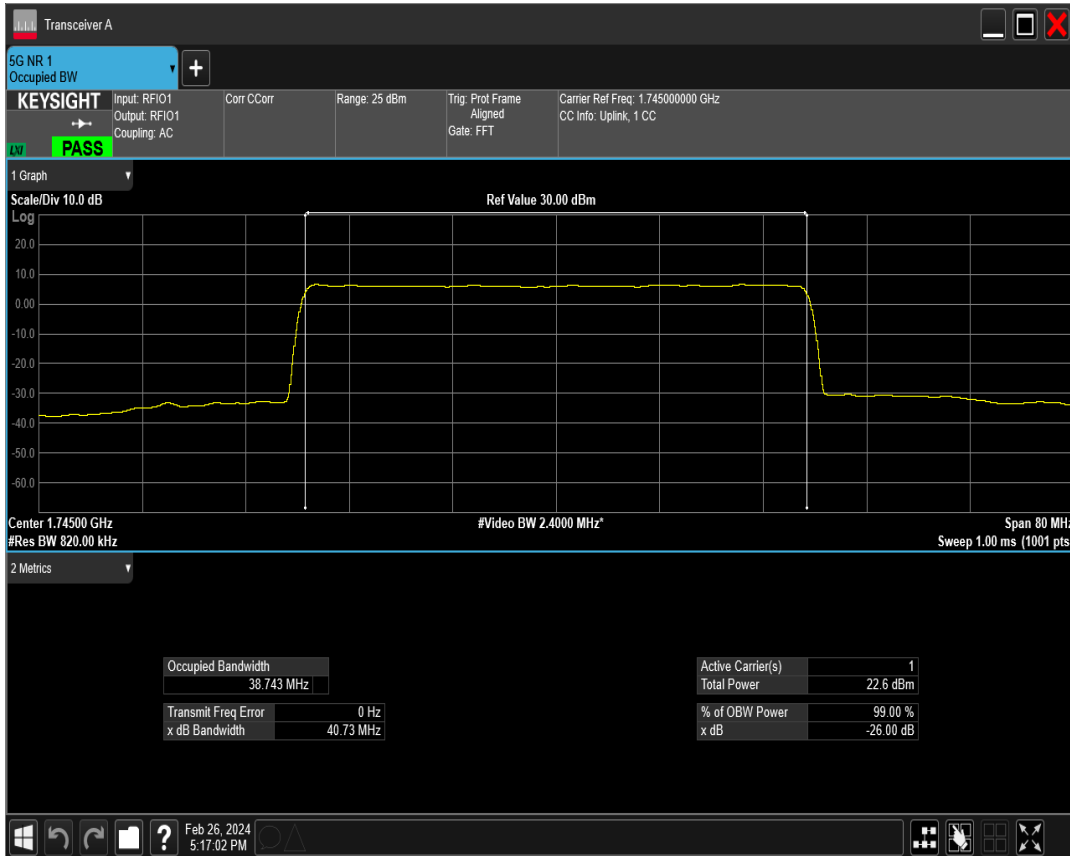 Transceiver A
5G NR 1
Occupied BW
KEYSIGHT
LXI
PASS
Input: RFIO1
Output: RFIO1
Coupling: AC
Corr CCorr
Range: 25 dBm
Trig: Prot Frame
Aligned
Gate: FFT
Carrier Ref Freq: 1.745000000 GHz
CC Info: Uplink, 1 CC
1 Graph
Scale/Div 10.0 dB
Ref Value 30.00 dBm
Log
20.0
10.0
0.00
-10.0
-20.0
-30.0
-40.0
-50.0
-60.0
Center 1.74500 GHz
#Video BW 2.4000 MHz*
Span 80 MHz
#Res BW 820.00 kHz
Sweep 1.00 ms (1001 pts
2 Metrics
Occupied Bandwidth
38.743 MHz
Transmit Freq Error 0 Hz
x dB Bandwidth 40.73 MHz
Active Carrier(s) 1
Total Power 22.6 dBm
% of OBW Power 99.00 %
x dB -26.00 dB
?
Feb 26, 2024
5:17:02 PM